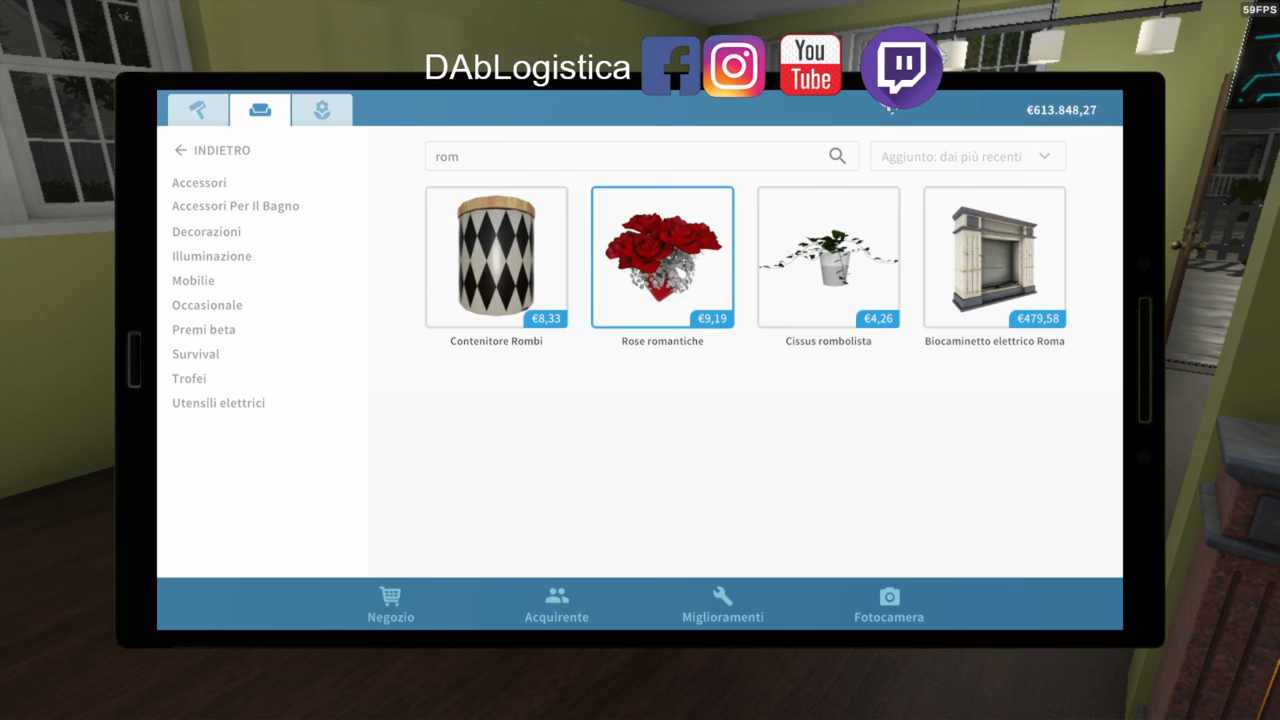 59FPS
DAbLogistica
You
Tube
€613.848,27
INDIETRO
rom
Aggiunto: dai più recenti
Accessori
Accessori Per Il Bagno
Decorazioni
Illuminazione
Mobilie
Occasionale
Premi beta
Survival
Trofei
Utensili elettrici
€8,33
€9,19
€4,26
€479,58
Contenitore Rombi
Rose romantiche
Cissus rombolista
Biocaminetto elettrico Roma
Negozio
Acquirente
Miglioramenti
Fotocamera